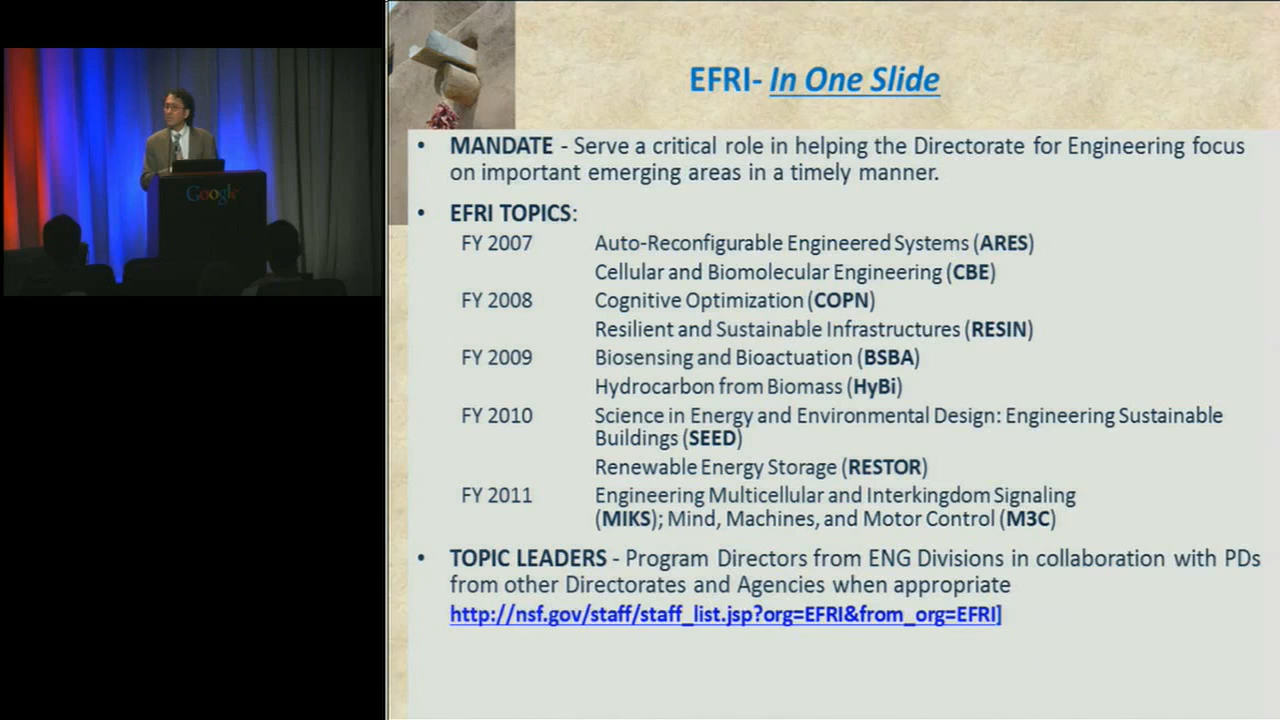 Google
EFRI- In One Slide
• MANDATE - Serve a critical role in helping the Directorate for Engineering focus
on important emerging areas in a timely manner.
• EFRI TOPICS:
FY 2007 Auto-Reconfigurable Engineered Systems (ARES)
Cellular and Biomolecular Engineering (CBE)
FY 2008 Cognitive Optimization (COPN)
Resilient and Sustainable Infrastructures (RESIN)
FY 2009 Biosensing and Bioactuation (BSBA)
Hydrocarbon from Biomass (HyBi)
FY 2010 Science in Energy and Environmental Design: Engineering Sustainable
Buildings (SEED)
Renewable Energy Storage (RESTOR)
FY 2011 Engineering Multicellular and Interkingdom Signaling
(MIKS); Mind, Machines, and Motor Control (M3C)
• TOPIC LEADERS - Program Directors from ENG Divisions in collaboration with PDs
from other Directorates and Agencies when appropriate
http://nsf.gov/staff/staff_list.jsp?org=EFRI&from_org=EFRI]